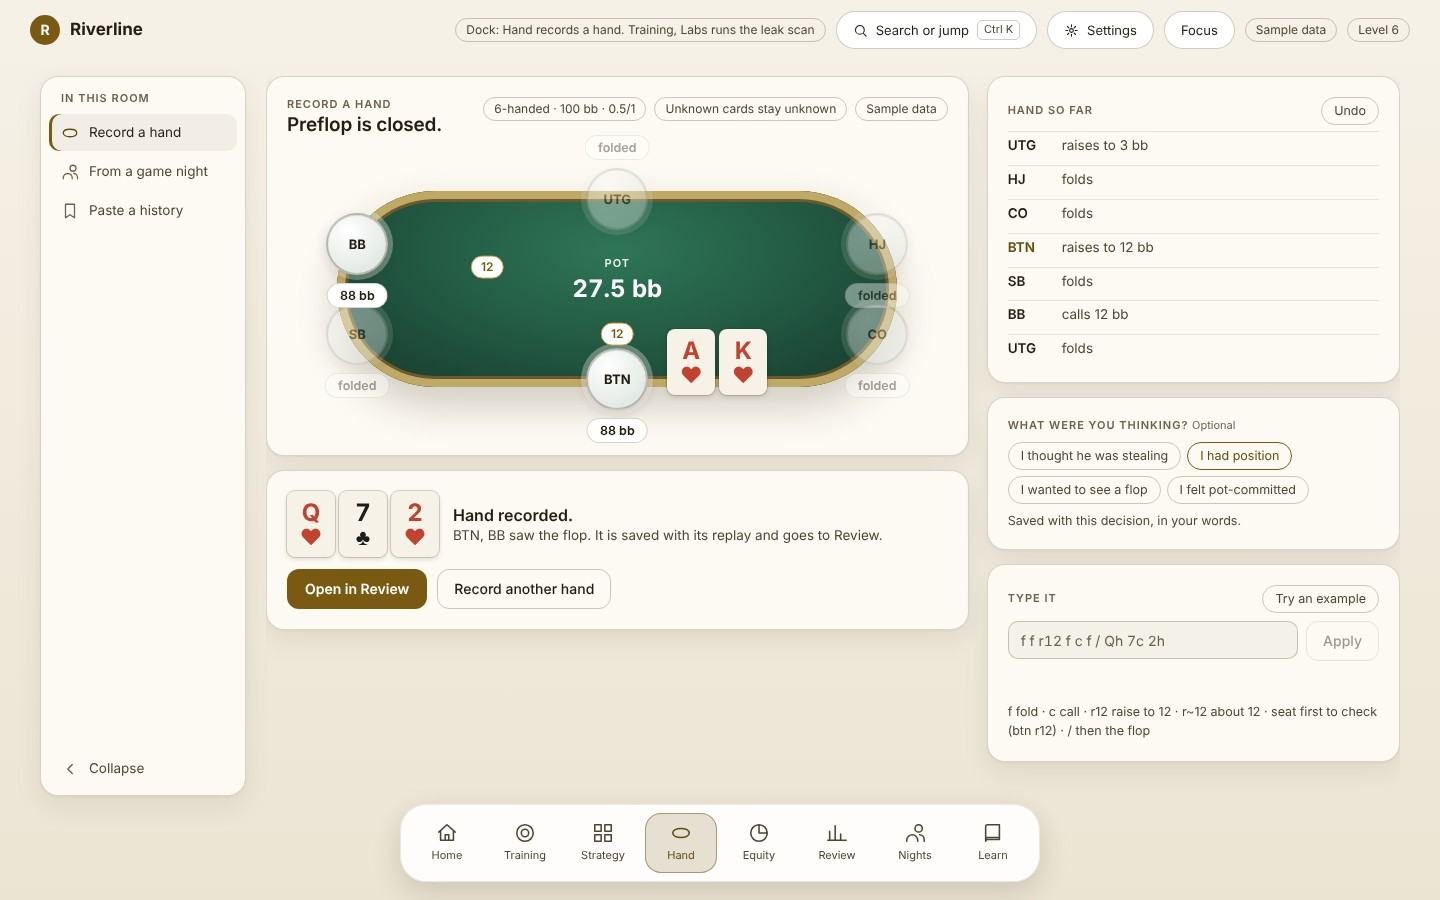 R Riverline
Dock: Hand records a hand. Training, Labs runs the leak scan
Search or jump Ctrl K
Settings
Focus
Sample data
Level 6
IN THIS ROOM
Record a hand
From a game night
Paste a history
Collapse
RECORD A HAND
Preflop is closed.
6-handed · 100 bb · 0.5/1
Unknown cards stay unknown
Sample data
folded
UTG
BB
88 bb
SB
folded
12
POT
27.5 bb
12
BTN
88 bb
A K
HJ
folded
CO
folded
Q 7 2
Hand recorded.
BTN, BB saw the flop. It is saved with its replay and goes to Review.
Open in Review
Record another hand
HAND SO FAR
Undo
UTG raises to 3 bb
HJ folds
CO folds
BTN raises to 12 bb
SB folds
BB calls 12 bb
UTG folds
WHAT WERE YOU THINKING? Optional
I thought he was stealing
I had position
I wanted to see a flop
I felt pot-committed
Saved with this decision, in your words.
TYPE IT
Try an example
f f r12 f c f / Qh 7c 2h
Apply
f fold · c call · r12 raise to 12 · r~12 about 12 · seat first to check
(btn r12) · / then the flop
Home
Training
Strategy
Hand
Equity
Review
Nights
Learn